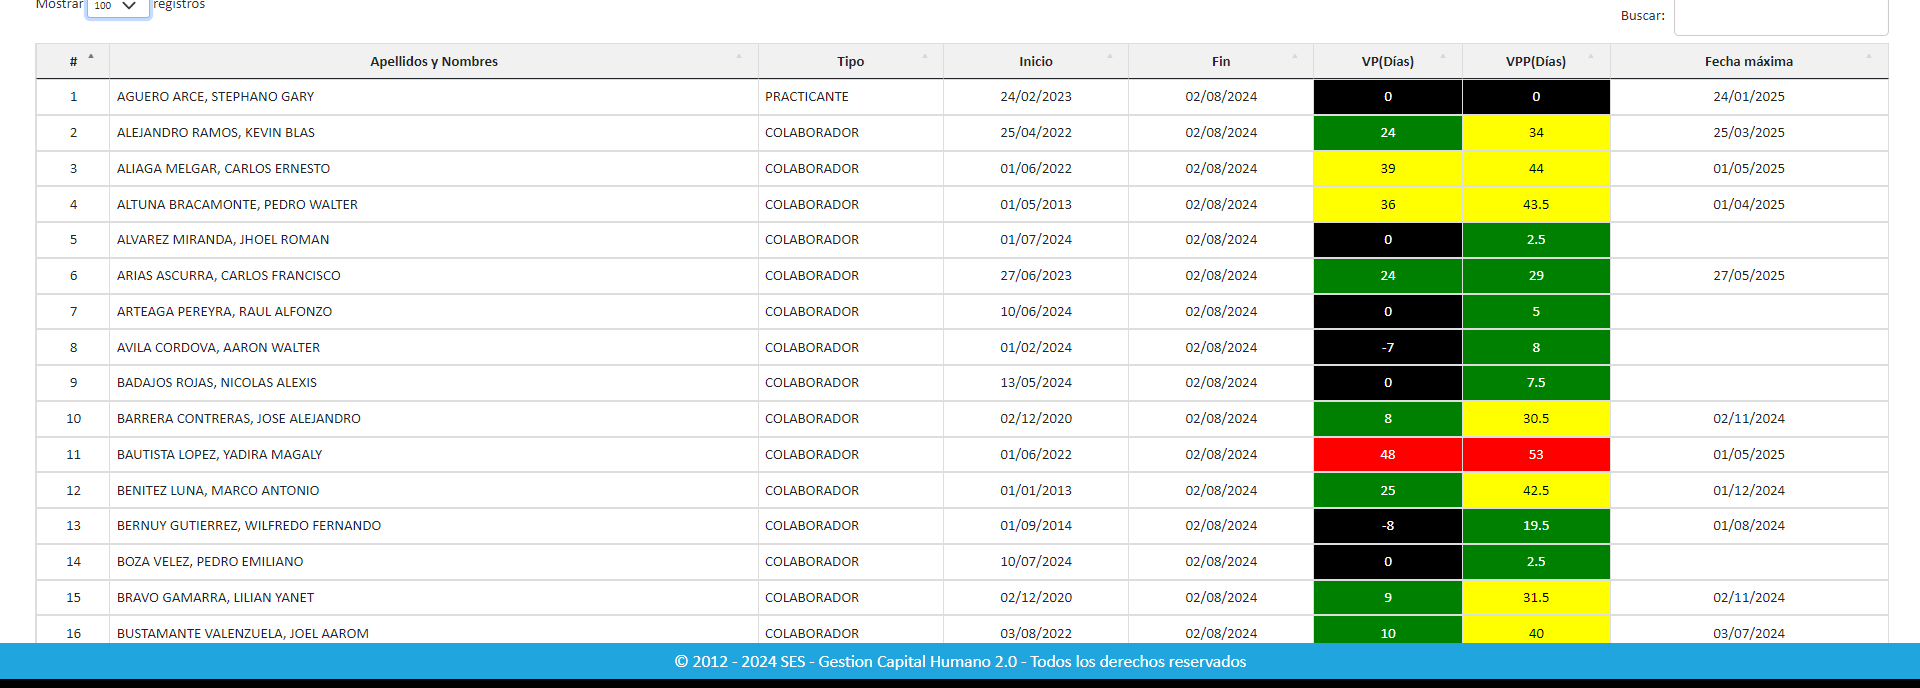 Mostrar 100 registros
Buscar:
# Apellidos y Nombres Tipo Inicio Fin VP(Días) VPP(Días) Fecha máxima
1 AGUERO ARCE, STEPHANO GARY PRACTICANTE 24/02/2023 02/08/2024 0 0 24/01/2025
2 ALEJANDRO RAMOS, KEVIN BLAS COLABORADOR 25/04/2022 02/08/2024 24 34 25/03/2025
3 ALIAGA MELGAR, CARLOS ERNESTO COLABORADOR 01/06/2022 02/08/2024 39 44 01/05/2025
4 ALTUNA BRACAMONTE, PEDRO WALTER COLABORADOR 01/05/2013 02/08/2024 36 43.5 01/04/2025
5 ALVAREZ MIRANDA, JHOEL ROMAN COLABORADOR 01/07/2024 02/08/2024 0 2.5
6 ARIAS ASCURRA, CARLOS FRANCISCO COLABORADOR 27/06/2023 02/08/2024 24 29 27/05/2025
7 ARTEAGA PEREYRA, RAUL ALFONZO COLABORADOR 10/06/2024 02/08/2024 0 5
8 AVILA CORDOVA, AARON WALTER COLABORADOR 01/02/2024 02/08/2024 -7 8
9 BADAJOS ROJAS, NICOLAS ALEXIS COLABORADOR 13/05/2024 02/08/2024 0 7.5
10 BARRERA CONTRERAS, JOSE ALEJANDRO COLABORADOR 02/12/2020 02/08/2024 8 30.5 02/11/2024
11 BAUTISTA LOPEZ, YADIRA MAGALY COLABORADOR 01/06/2022 02/08/2024 48 53 01/05/2025
12 BENITEZ LUNA, MARCO ANTONIO COLABORADOR 01/01/2013 02/08/2024 25 42.5 01/12/2024
13 BERNUY GUTIERREZ, WILFREDO FERNANDO COLABORADOR 01/09/2014 02/08/2024 -8 19.5 01/08/2024
14 BOZA VELEZ, PEDRO EMILIANO COLABORADOR 10/07/2024 02/08/2024 0 2.5
15 BRAVO GAMARRA, LILIAN YANET COLABORADOR 02/12/2020 02/08/2024 9 31.5 02/11/2024
16 BUSTAMANTE VALENZUELA, JOEL AAROM COLABORADOR 03/08/2022 02/08/2024 10 40 03/07/2024
© 2012 - 2024 SES - Gestion Capital Humano 2.0 - Todos los derechos reservados